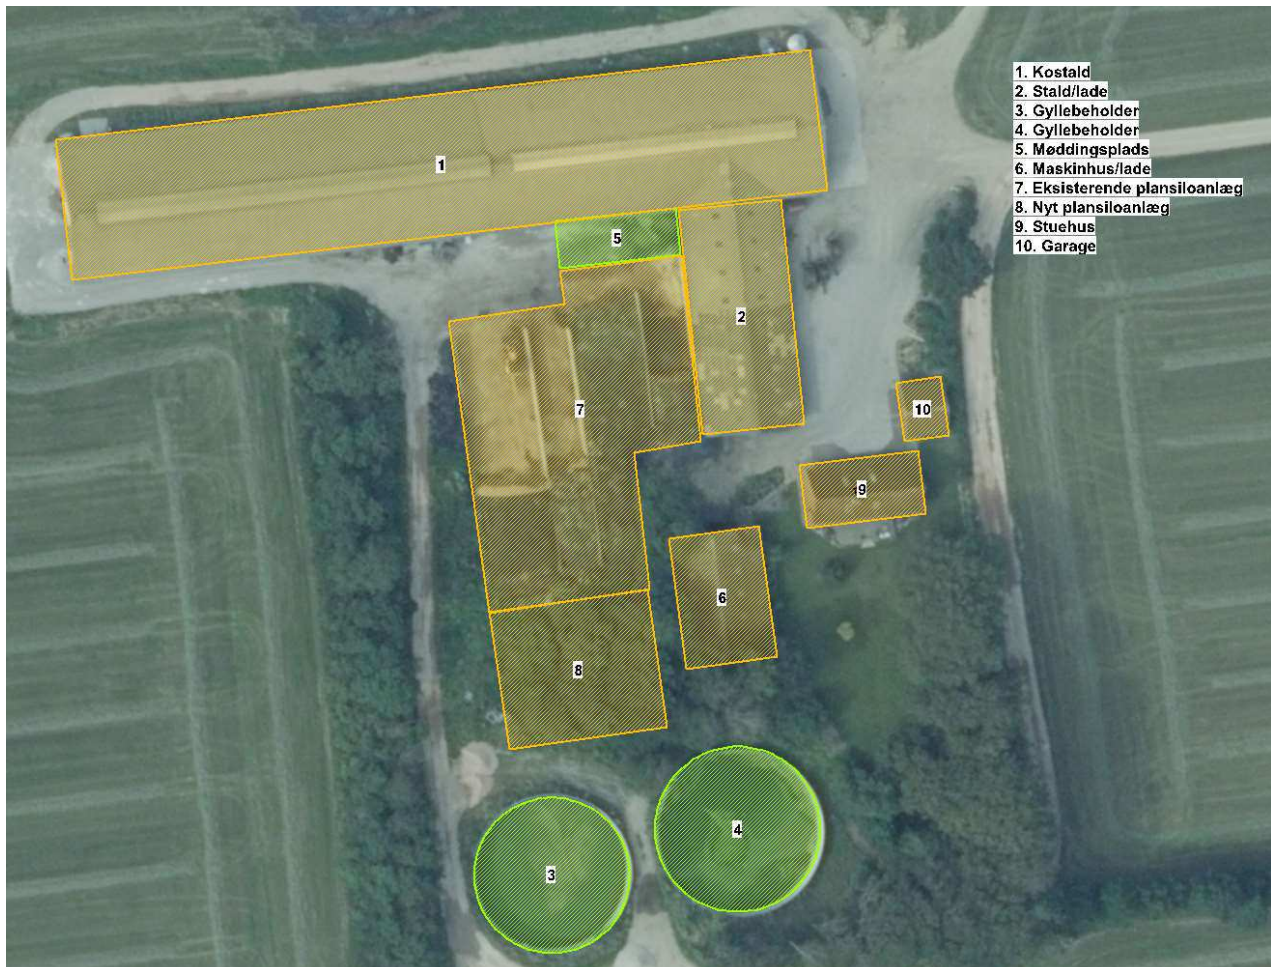 1. Kostald
2. Stald/lade
3. Gyllebeholder
4. Gyllebeholder
5. Møddingsplads
6. Maskinhus/lade
7. Eksisterende plansiloanlæg
8. Nyt plansiloanlæg
9. Stuehus
10. Garage
1
5
2
7
10
9
6
8
4
3